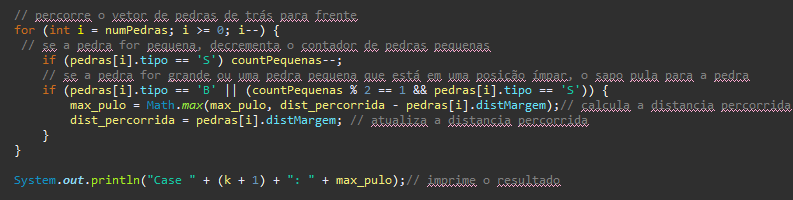 // percorre o vetor de pedras de trás para frente
for (int i = numPedras; i >= 0; i--) {
// se a pedra for pequena, decrementa o contador de pedras pequenas
if (pedras[i].tipo == 'S') countPequenas--;
// se a pedra for grande ou uma pedra pequena que está em uma posição ímpar, o sapo pula para a pedra
if (pedras[i].tipo == 'B' || (countPequenas % 2 == 1 && pedras[i].tipo == 'S')) {
max_pulo = Math.max(max_pulo, dist_percorrida - pedras[i].distMargem);// calcula a distancia percorrida
dist_percorrida = pedras[i].distMargem; // atualiza a distancia percorrida
}
}
System.out.println("Case " + (k + 1) + ": " + max_pulo);// imprime o resultado